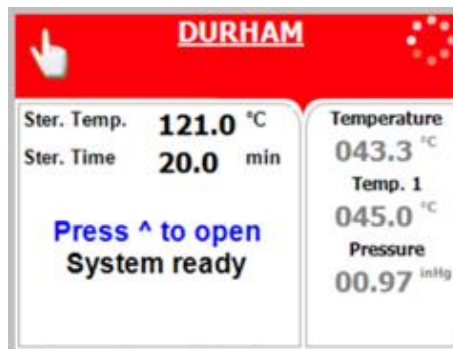 DURHAM
Ster. Temp. 121.0 °C
Ster. Time 20.0 min
Press ^ to open
System ready
Temperature
043.3 °C
Temp. 1
045.0 °C
Pressure
00.97 inHg